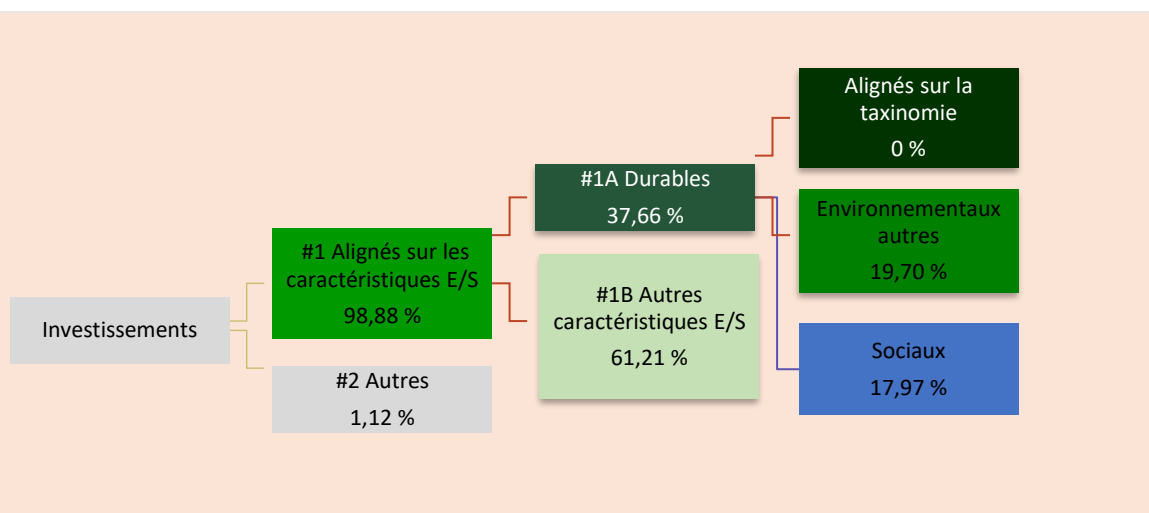 Investissements
#1 Alignés sur les
caractéristiques E/S
98,88 %
#2 Autres
1,12 %
#1A Durables
37,66 %
#1B Autres
caractéristiques E/S
61,21 %
Alignés sur la
taxinomie
0 %
Environnementaux
autres
19,70 %
Sociaux
17,97 %